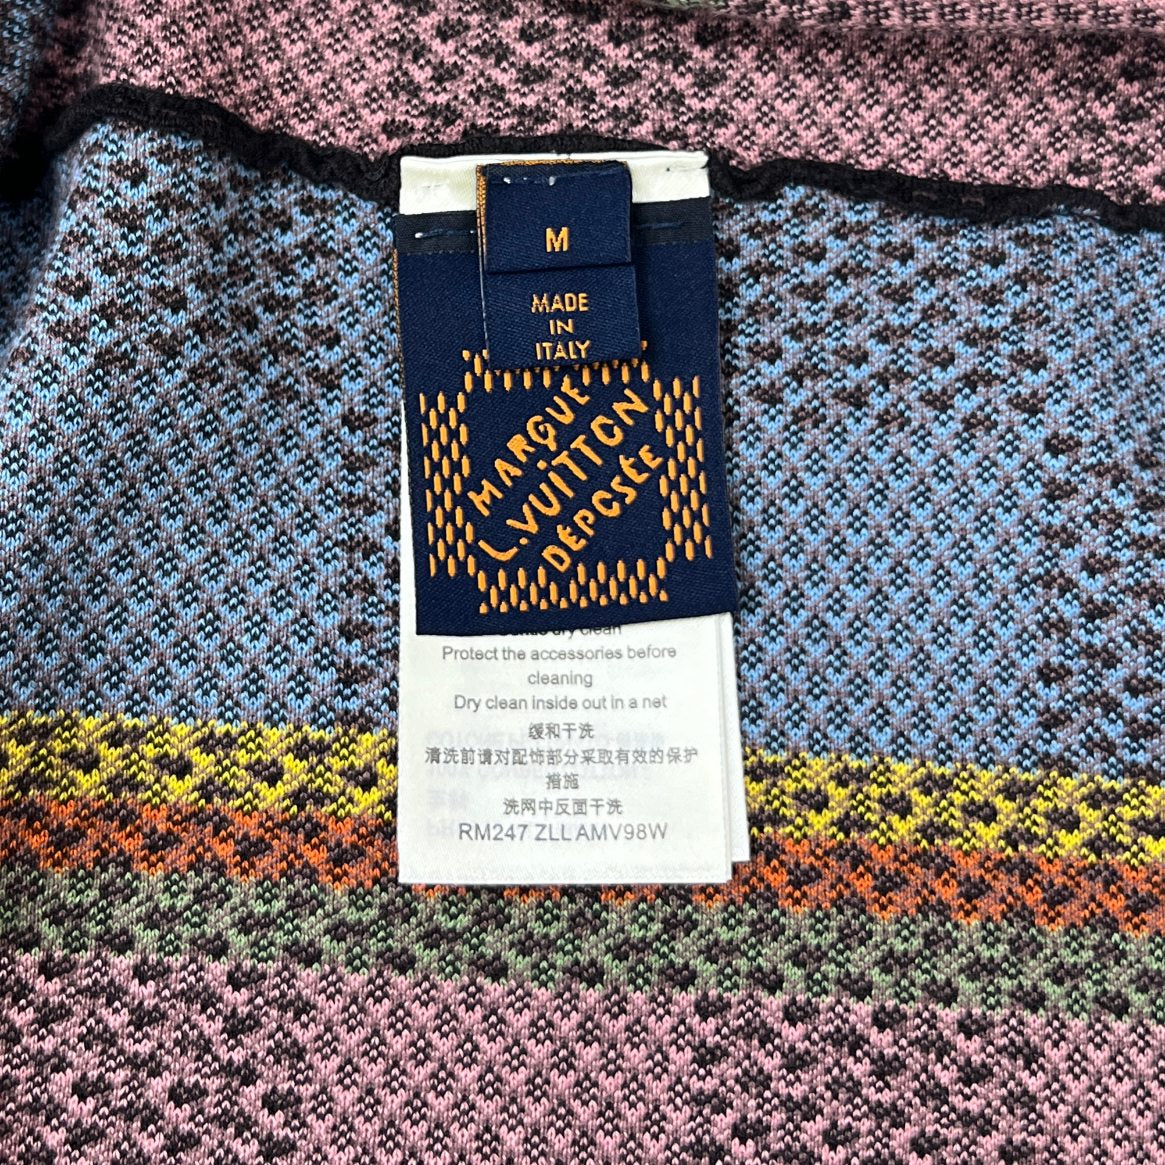 M
MADE
IN
ITALY
MARQUE
L.VUITTON
DÉPOSÉE
dry clean
Protect the accessories before
cleaning
Dry clean inside out in a net
缓和干洗
清洗前请对配饰部分采取有效的保护
措施
洗网中反面干洗
RM247 ZLL AMV98W